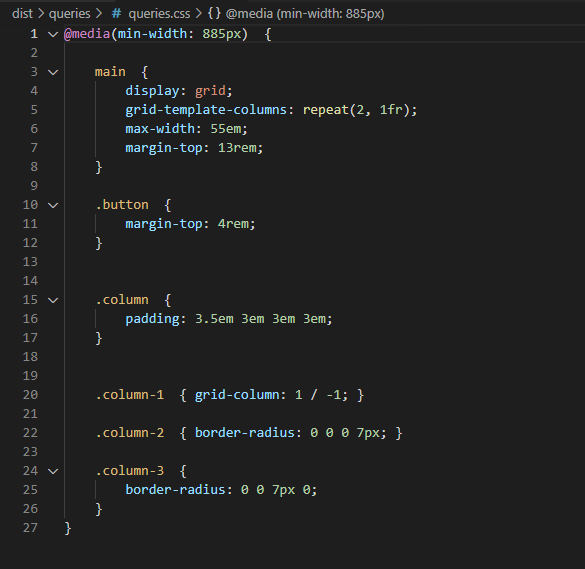 dist > queries > # queries.css > {} @media (min-width: 885px)
1 @media(min-width: 885px)  {
2
3 main  {
4 display: grid;
5 grid-template-columns: repeat(2, 1fr);
6 max-width: 55em;
7 margin-top: 13rem;
8 }
9
10 .button  {
11 margin-top: 4rem;
12 }
13
14
15 .column  {
16 padding: 3.5em 3em 3em 3em;
17 }
18
19
20 .column-1  { grid-column: 1 / -1; }
21
22 .column-2  { border-radius: 0 0 0 7px; }
23
24 .column-3  {
25 border-radius: 0 0 7px 0;
26 }
27 }